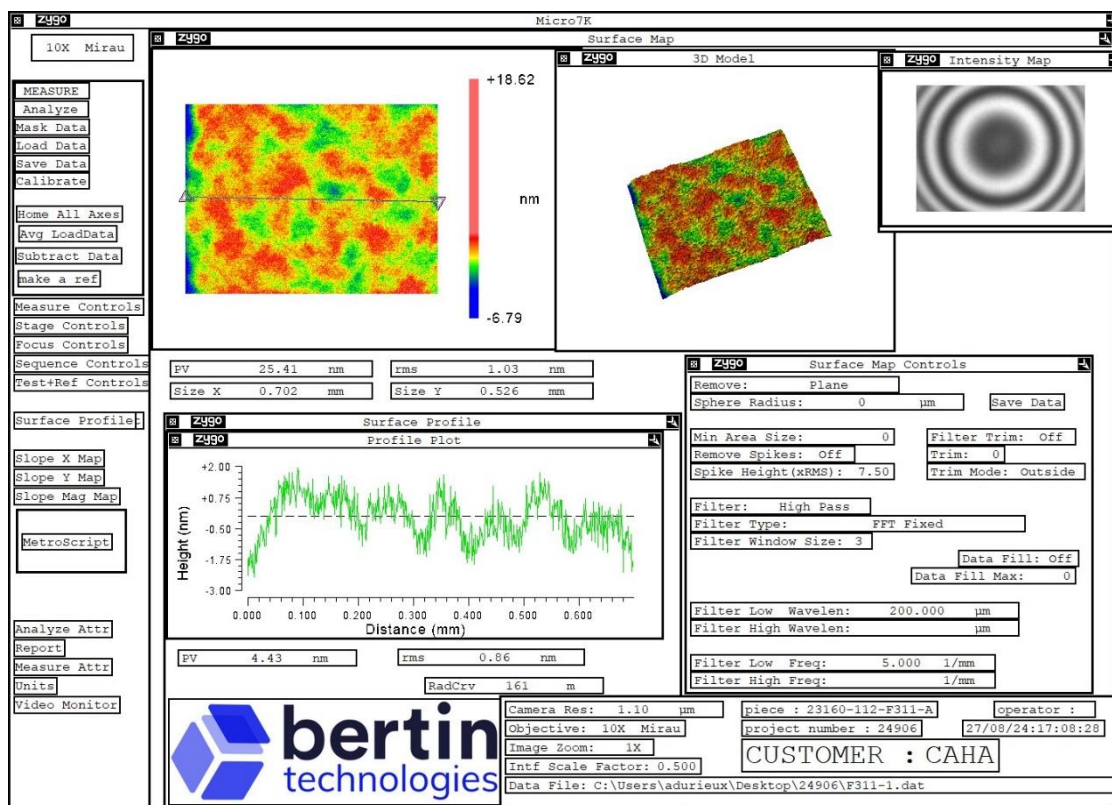 zygo Micro7K
10X Mirau
MEASURE
Analyze
Mask Data
Load Data
Save Data
Calibrate
Home All Axes
Avg LoadData
Subtract Data
make a ref
Measure Controls
Stage Controls
Focus Controls
Sequence Controls
Test+Ref Controls
Surface Profile
Slope X Map
Slope Y Map
Slope Mag Map
MetroScript
Analyze Attr
Report
Measure Attr
Units
Video Monitor
zygo Surface Map
+18.62
nm
-6.79
PV 25.41 nm rms 1.03 nm
Size X 0.702 mm Size Y 0.526 mm
zygo 3D Model
zygo Intensity Map
zygo Surface Profile
zygo Profile Plot
Height (nm)
+2.00
+0.75
-0.50
-1.75
-3.00
0.000 0.100 0.200 0.300 0.400 0.500 0.600
Distance (mm)
PV 4.43 nm rms 0.86 nm
RadCrv 161 m
zygo Surface Map Controls
Remove: Plane
Sphere Radius: 0 µm Save Data
Min Area Size: 0 Filter Trim: Off
Remove Spikes: Off Trim: 0
Spike Height(xRMS): 7.50 Trim Mode: Outside
Filter: High Pass
Filter Type: FFT Fixed
Filter Window Size: 3
Data Fill: Off
Data Fill Max: 0
Filter Low Wavelen: 200.000 µm
Filter High Wavelen: µm
Filter Low Freq: 5.000 1/mm
Filter High Freq: 1/mm
bertin
technologies
Camera Res: 1.10 µm piece : 23160-112-F311-A operator :
Objective: 10X Mirau project number : 24906 27/08/24:17:08:28
Image Zoom: 1X
Intf Scale Factor: 0.500
CUSTOMER : CAHA
Data File: C:\Users\adurieux\Desktop\24906\F311-1.dat